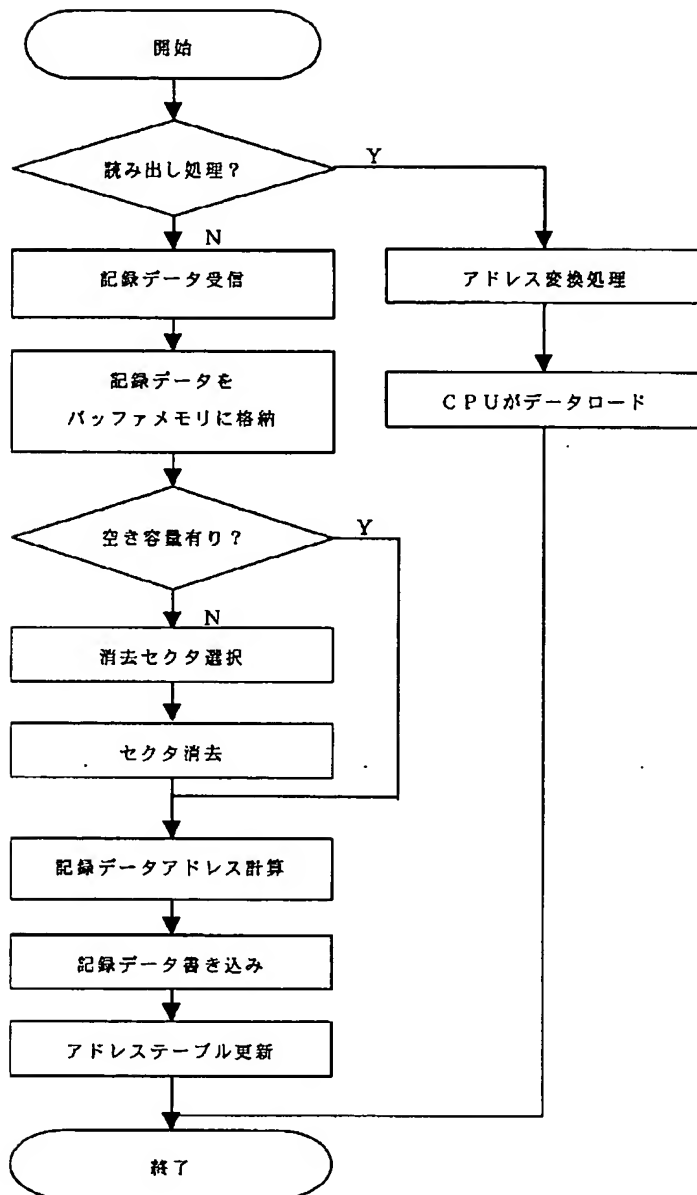 開始
読み出し処理？
Y
N
記録データ受信
アドレス変換処理
記録データを
バッファメモリに格納
ＣＰＵがデータロード
空き容量有り？
Y
N
消去セクタ選択
セクタ消去
記録データアドレス計算
記録データ書き込み
アドレステーブル更新
終了